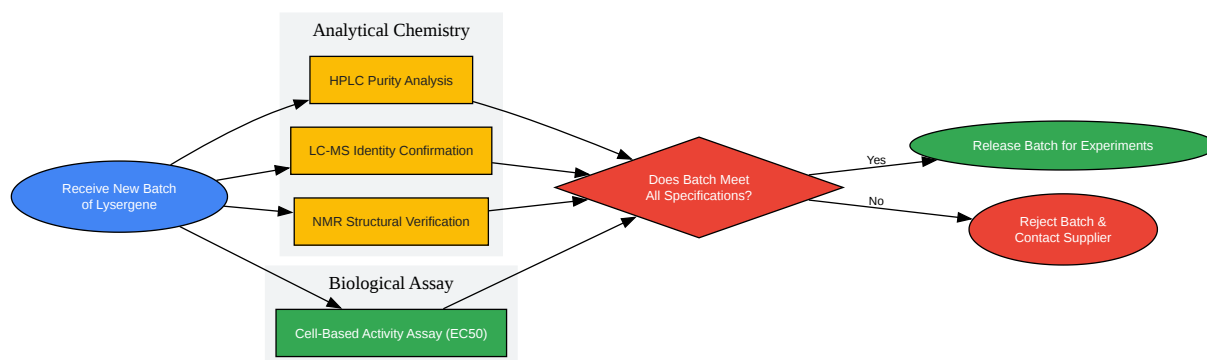 Analytical Chemistry
HPLC Purity Analysis
LC-MS Identity Confirmation
NMR Structural Verification
Receive New Batch
of Lysergene
Biological Assay
Cell-Based Activity Assay (EC50)
Does Batch Meet
All Specifications?
Yes
No
Release Batch for Experiments
Reject Batch &
Contact Supplier